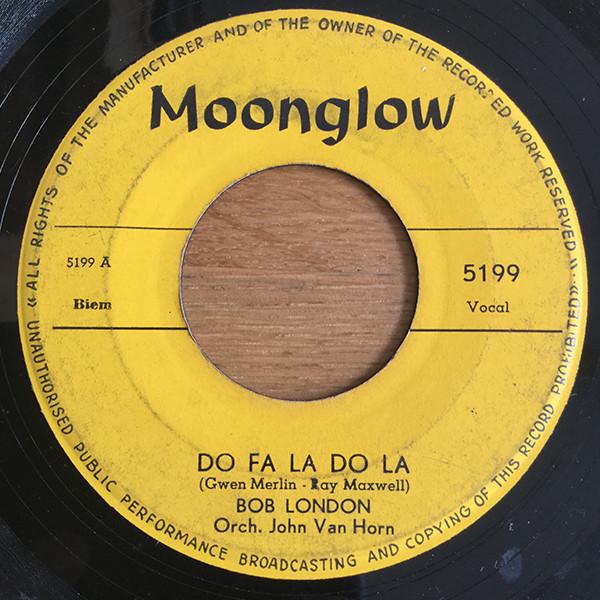 Moonglow
«ALL RIGHTS OF THE MANUFACTURER AND OF THE OWNER OF THE RECORDED WORK RESERVED
UNAUTHORISED PUBLIC PERFORMANCE BROADCASTING AND COPYING OF THIS RECORD PROHIBITED»
5199 A
Biem
5199
Vocal
DO FA LA DO LA
(Gwen Merlin - Ray Maxwell)
BOB LONDON
Orch. John Van Horn